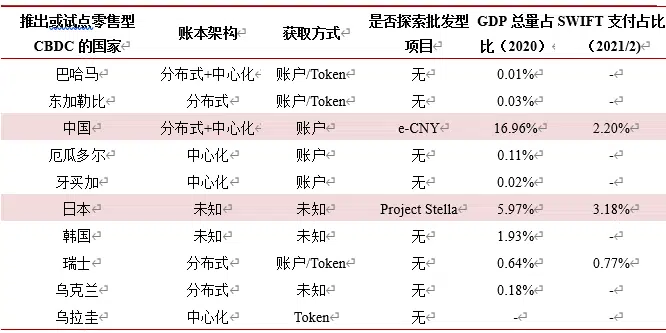 推出或试点零售型 CBDC 的国家 账本架构 获取方式 是否探索批发型项目 GDP 总量占比（2020） SWIFT 支付占比（2021/2)
巴哈马 分布式+中心化 账户/Token 无 0.01% -
东加勒比 分布式 账户/Token 无 0.03% -
中国 分布式+中心化 账户 e-CNY 16.96% 2.20%
厄瓜多尔 中心化 账户 无 0.11% -
牙买加 中心化 账户 无 0.02% -
日本 未知 未知 Project Stella 5.97% 3.18%
韩国 未知 未知 无 1.93% -
瑞士 分布式 账户/Token 无 0.64% 0.77%
乌克兰 分布式 未知 无 0.18% -
乌拉圭 中心化 Token 无 - -